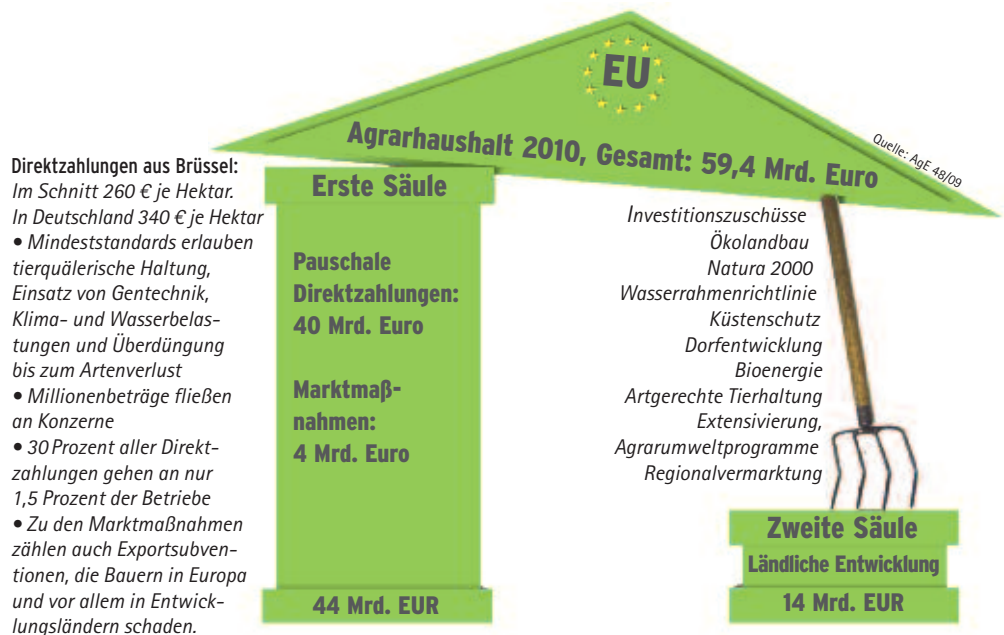 EU
Agrarhaushalt 2010, Gesamt: 59,4 Mrd. Euro
Quelle: AgE 48/09
Direktzahlungen aus Brüssel:
Im Schnitt 260 € je Hektar.
In Deutschland 340 € je Hektar
• Mindeststandards erlauben
tierquälerische Haltung,
Einsatz von Gentechnik,
Klima- und Wasserbelas-
tungen und Überdüngung
bis zum Artenverlust
• Millionenbeträge fließen
an Konzerne
• 30 Prozent aller Direkt-
zahlungen gehen an nur
1,5 Prozent der Betriebe
• Zu den Marktmaßnahmen
zählen auch Exportsubven-
tionen, die Bauern in Europa
und vor allem in Entwick-
lungsländern schaden.
Erste Säule
Pauschale
Direktzahlungen:
40 Mrd. Euro
Marktmaß-
nahmen:
4 Mrd. Euro
44 Mrd. EUR
Investitionszuschüsse
Ökolandbau
Natura 2000
Wasserrahmenrichtlinie
Küstenschutz
Dorfentwicklung
Bioenergie
Artgerechte Tierhaltung
Extensivierung,
Agrarumweltprogramme
Regionalvermarktung
Zweite Säule
Ländliche Entwicklung
14 Mrd. EUR